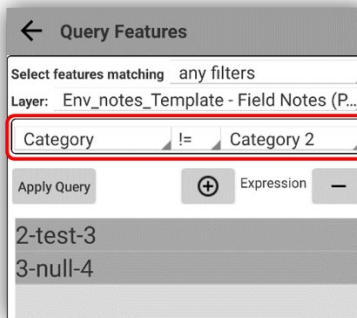 Query Features
Select features matching any filters
Layer: Env_notes_Template - Field Notes (P...
Category != Category 2
Apply Query + Expression −
2-test-3
3-null-4